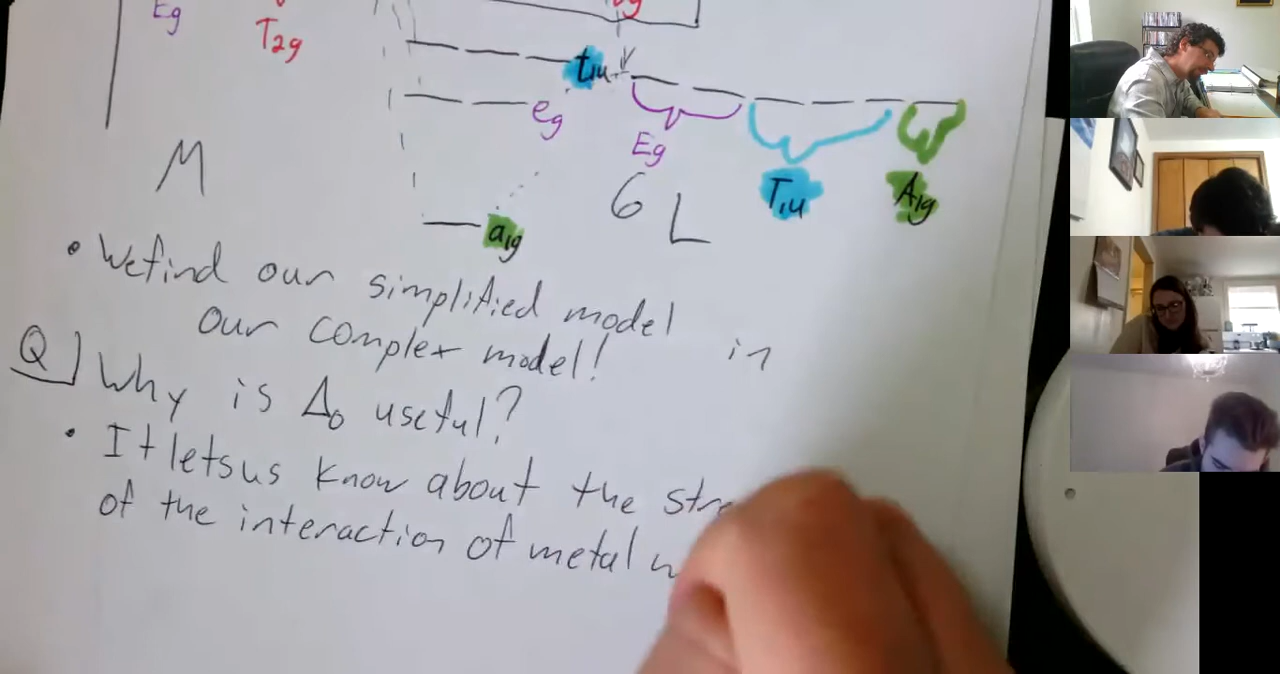 Eg
T2g
t1u
eg
Eg
T1u
A1g
M
6 L
a1g
• We find our simplified model in
our complex model!
Q] Why is Δo useful?
• It lets us know about the
of the interaction of metal